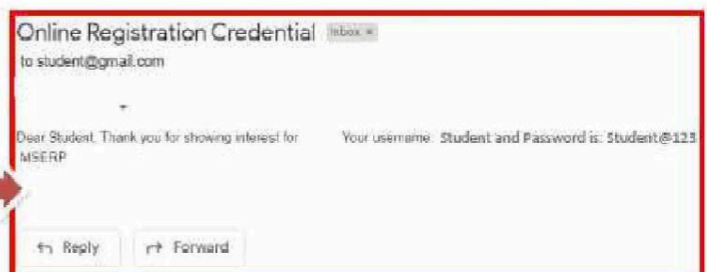 Online Registration Credential Inbox ×
to student@gmail.com
Dear Student, Thank you for showing interest for Your username: Student and Password is: Student@123
MSERP
Reply Forward